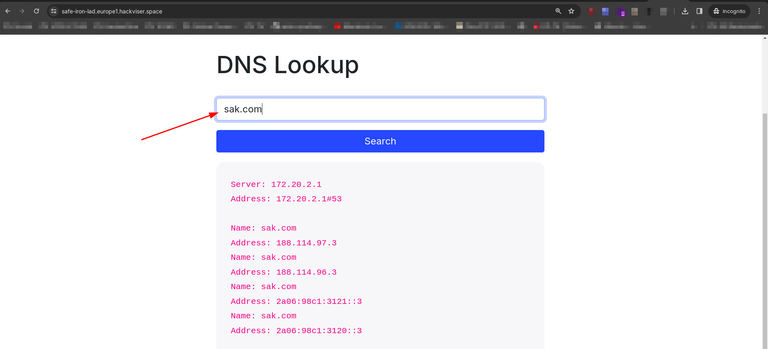 safe-iron-lad.europe1.hackviser.space
Incognito
DNS Lookup
sak.com
Search
Server: 172.20.2.1
Address: 172.20.2.1#53
Name: sak.com
Address: 188.114.97.3
Name: sak.com
Address: 188.114.96.3
Name: sak.com
Address: 2a06:98c1:3121::3
Name: sak.com
Address: 2a06:98c1:3120::3